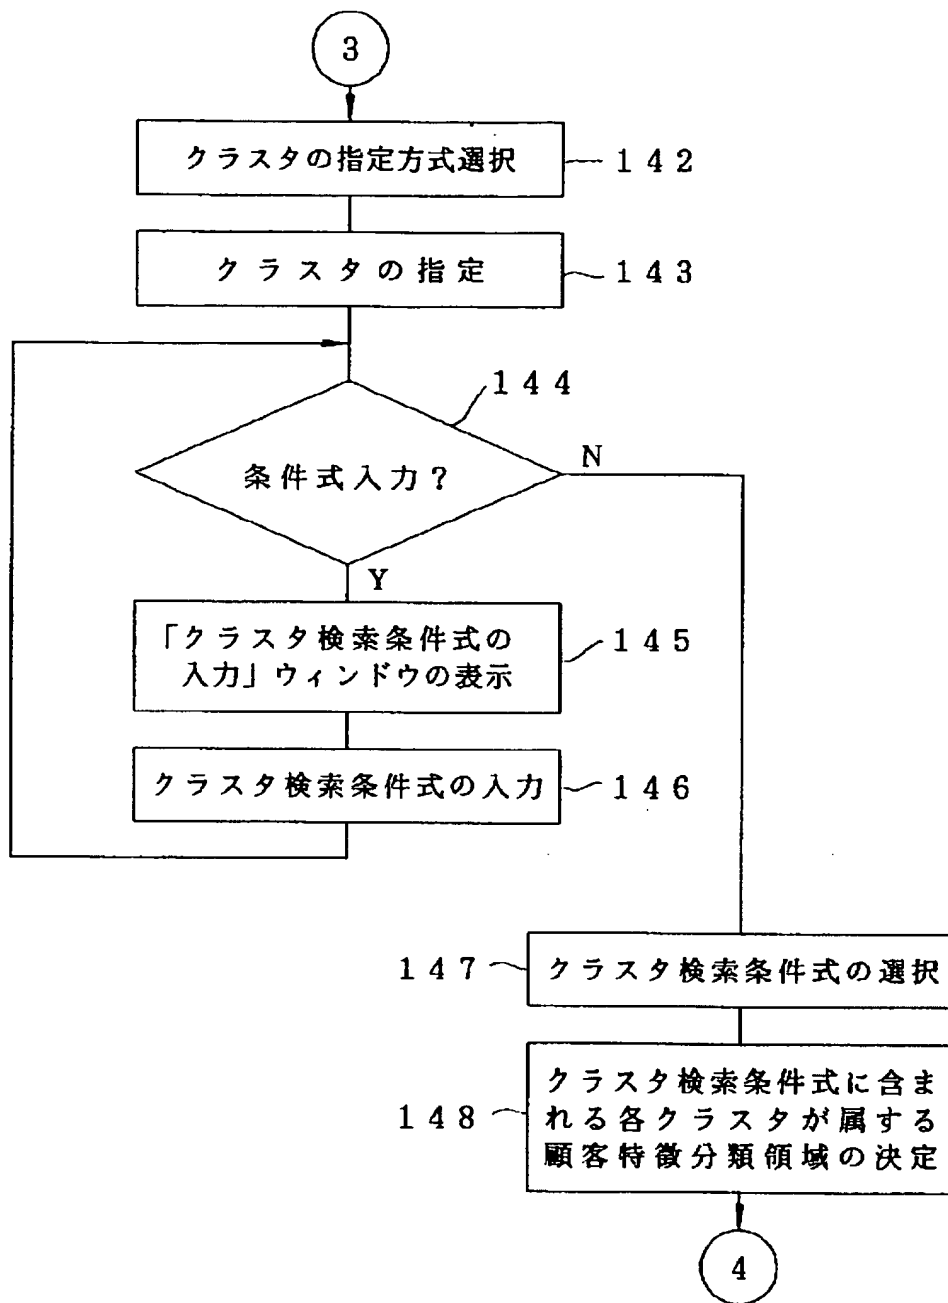 3
クラスタの指定方式選択
142
クラスタの指定
143
144
条件式入力?
N
Y
「クラスタ検索条件式の
入力」ウィンドウの表示
145
クラスタ検索条件式の入力
146
147
クラスタ検索条件式の選択
クラスタ検索条件式に含ま
れる各クラスタが属する
顧客特徴分類領域の決定
148
4